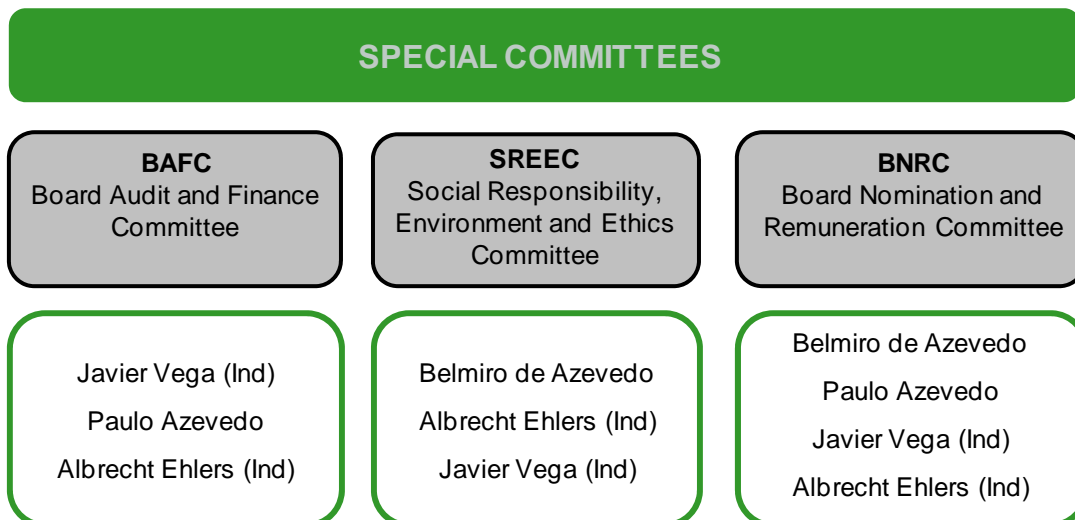 SPECIAL COMMITTEES
BAFC
Board Audit and Finance
Committee
SREEC
Social Responsibility,
Environment and Ethics
Committee
BNRC
Board Nomination and
Remuneration Committee
Javier Vega (Ind)
Paulo Azevedo
Albrecht Ehlers (Ind)
Belmiro de Azevedo
Albrecht Ehlers (Ind)
Javier Vega (Ind)
Belmiro de Azevedo
Paulo Azevedo
Javier Vega (Ind)
Albrecht Ehlers (Ind)